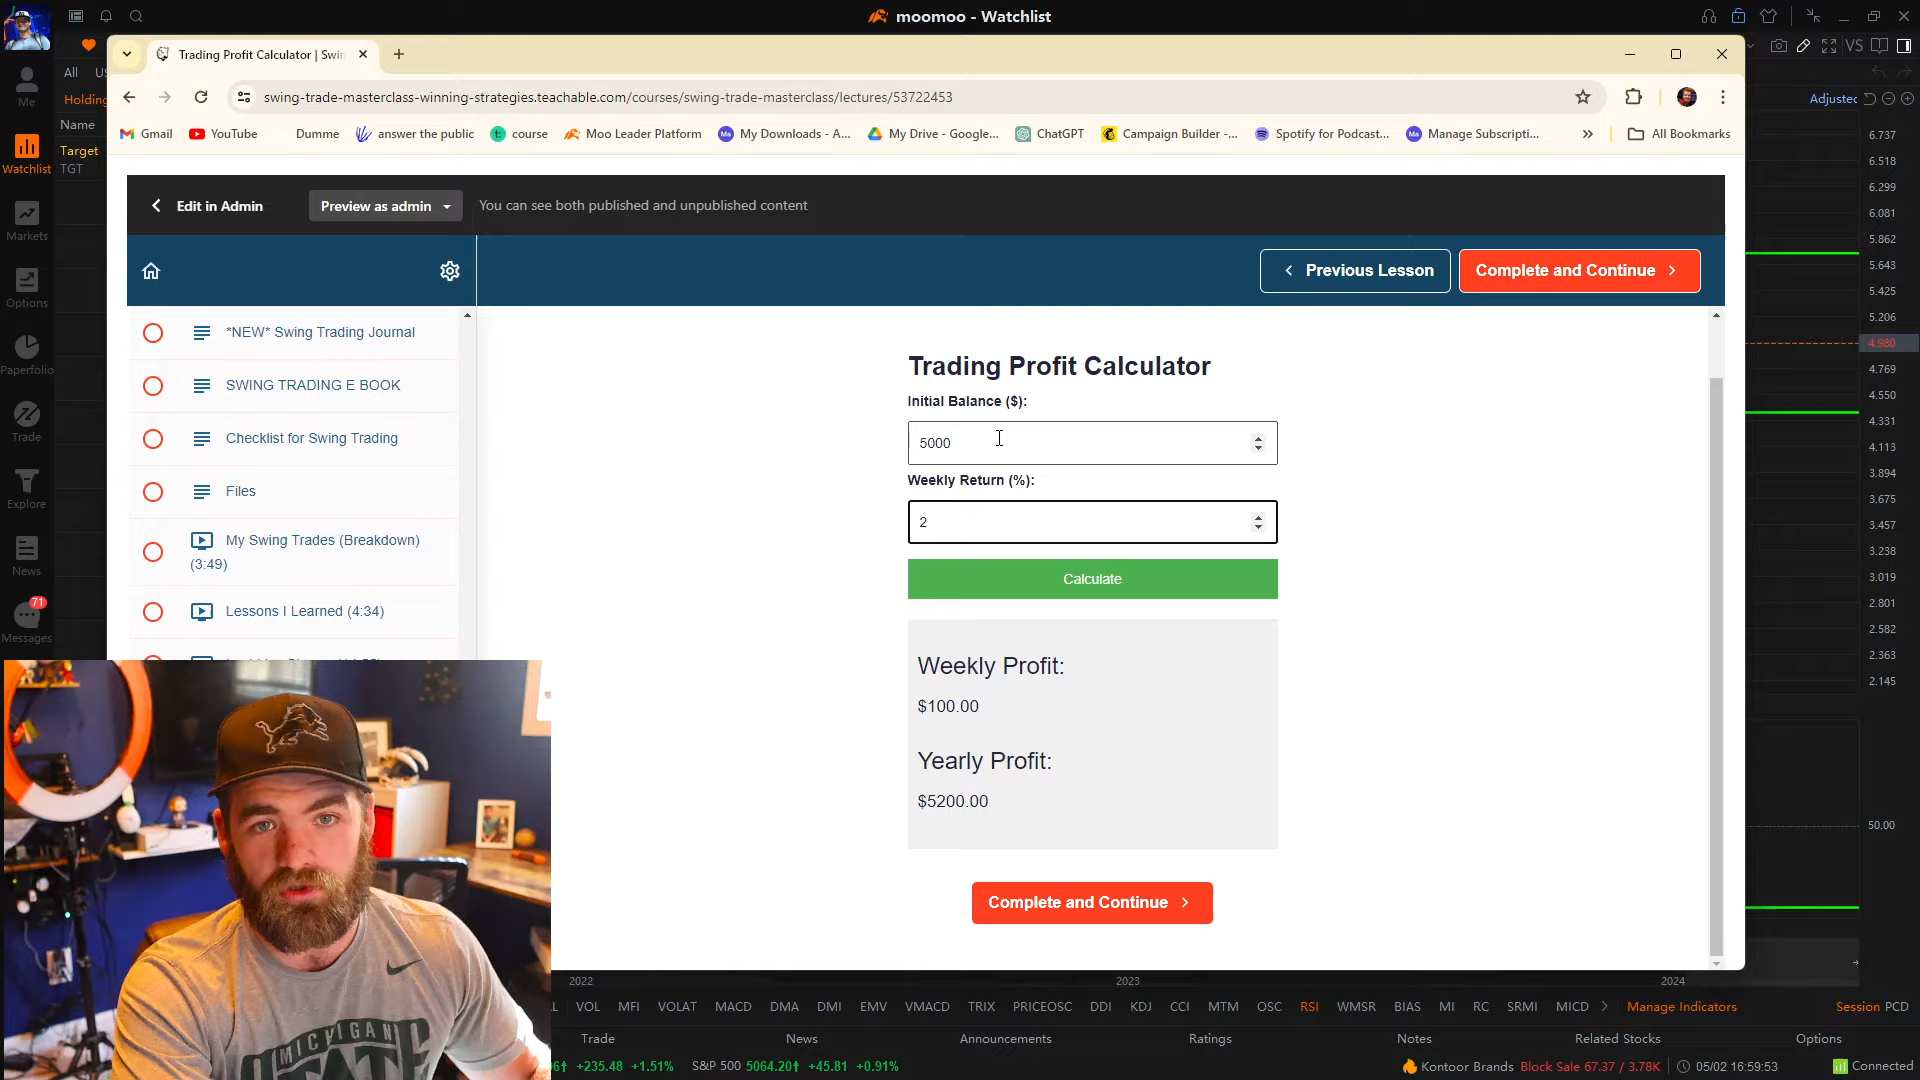 moomoo - Watchlist
Trading Profit Calculator | Swin
swing-trade-masterclass-winning-strategies.teachable.com/courses/swing-trade-masterclass/lectures/53722453
Gmail YouTube Dumme answer the public course Moo Leader Platform My Downloads - A... My Drive - Google... ChatGPT Campaign Builder -... Spotify for Podcast... Manage Subscripti... » All Bookmarks
Me
Watchlist
Markets
Options
Paperfolio
Trade
Explore
News
71
Messages
All
Holding
Name
Target
TGT
Edit in Admin
Preview as admin
You can see both published and unpublished content
Previous Lesson
Complete and Continue
*NEW* Swing Trading Journal
SWING TRADING E BOOK
Checklist for Swing Trading
Files
My Swing Trades (Breakdown)
(3:49)
Lessons I Learned (4:34)
Trading Profit Calculator
Initial Balance ($):
5000
Weekly Return (%):
2
Calculate
Weekly Profit:
$100.00
Yearly Profit:
$5200.00
Complete and Continue
VS
Adjusted
6.737
6.518
6.299
6.081
5.862
5.643
5.425
5.206
4.980
4.769
4.550
4.331
4.113
3.894
3.675
3.457
3.238
3.019
2.801
2.582
2.363
2.145
50.00
MICHIGAN
STATE
2022 2023 2024
VOL MFI VOLAT MACD DMA DMI EMV VMACD TRIX PRICEOSC DDI KDJ CCI MTM OSC RSI WMSR BIAS MI RC SRMI MICD Manage Indicators Session PCD
Trade News Announcements Ratings Notes Related Stocks Options
+235.48 +1.51% S&P 500 5064.20↑ +45.81 +0.91% Kontoor Brands Block Sale 67.37 / 3.78K 05/02 16:59:53 Connected